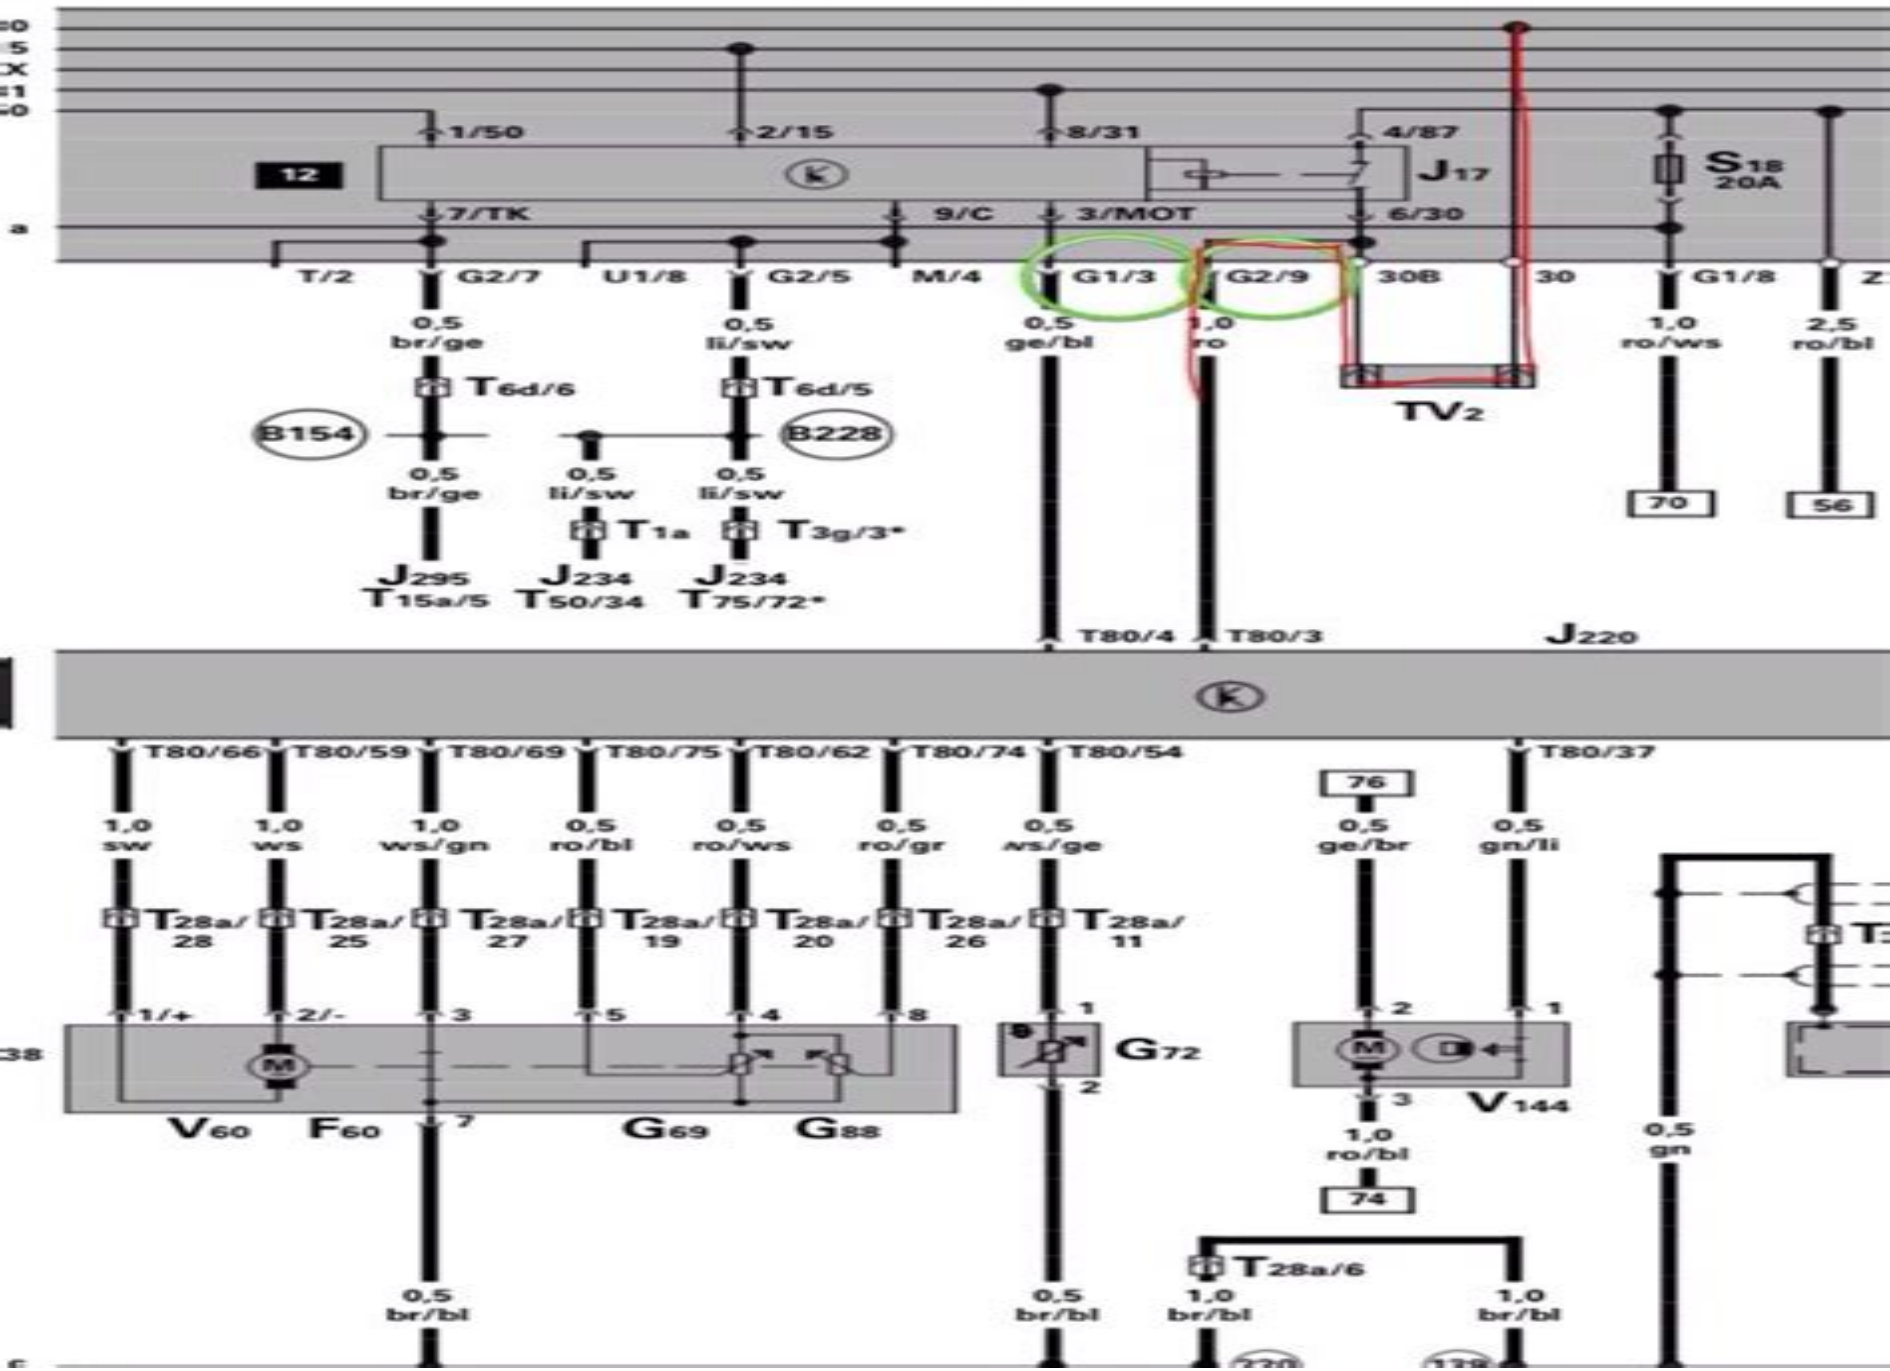 5
X
1/50
2/15
8/31
4/87
12
K
J17
S18
20A
7/TK
9/C
3/MOT
6/30
a
T/2
G2/7
U1/8
G2/5
M/4
G1/3
G2/9
30B
30
G1/8
Z
0,5
0,5
0,5
1,0
1,0
2,5
br/ge
li/sw
ge/bl
ro
ro/ws
ro/bl
T6d/6
T6d/5
TV2
B154
B228
0,5
0,5
0,5
br/ge
li/sw
li/sw
70
56
T1a
T3g/3*
J295
J234
J234
T15a/5
T50/34
T75/72*
T80/4
T80/3
J220
K
T80/66
T80/59
T80/69
T80/75
T80/62
T80/74
T80/54
T80/37
76
1,0
1,0
1,0
0,5
0,5
0,5
0,5
0,5
0,5
sw
ws
ws/gn
ro/bl
ro/ws
ro/gr
ws/ge
ge/br
gn/li
T28a/
28
T28a/
25
T28a/
27
T28a/
19
T28a/
20
T28a/
26
T28a/
11
1/+
2/-
3
5
4
8
1
2
1
38
M
G72
M
2
3
V144
V60
F60
7
G69
G88
1,0
ro/bl
0,5
gn
74
T28a/6
0,5
0,5
1,0
1,0
br/bl
br/bl
br/bl
br/bl